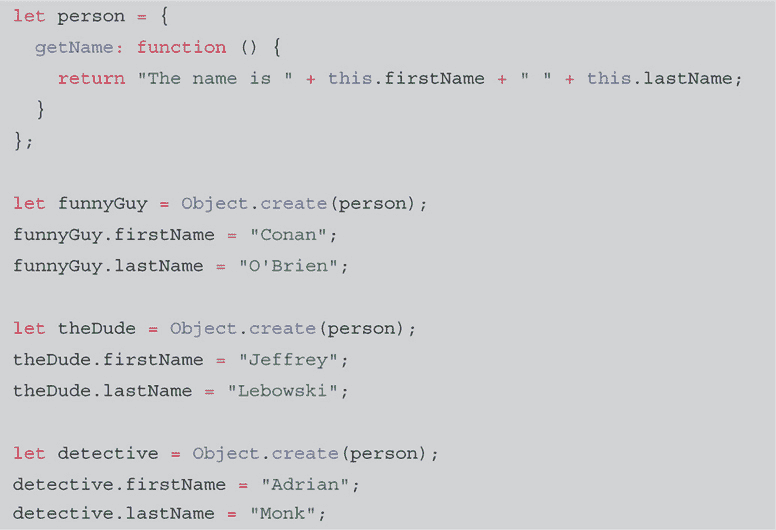 let person = {
  getName: function () {
    return "The name is " + this.firstName + " " + this.lastName;
  }
};

let funnyGuy = Object.create(person);
funnyGuy.firstName = "Conan";
funnyGuy.lastName = "O'Brien";

let theDude = Object.create(person);
theDude.firstName = "Jeffrey";
theDude.lastName = "Lebowski";

let detective = Object.create(person);
detective.firstName = "Adrian";
detective.lastName = "Monk";